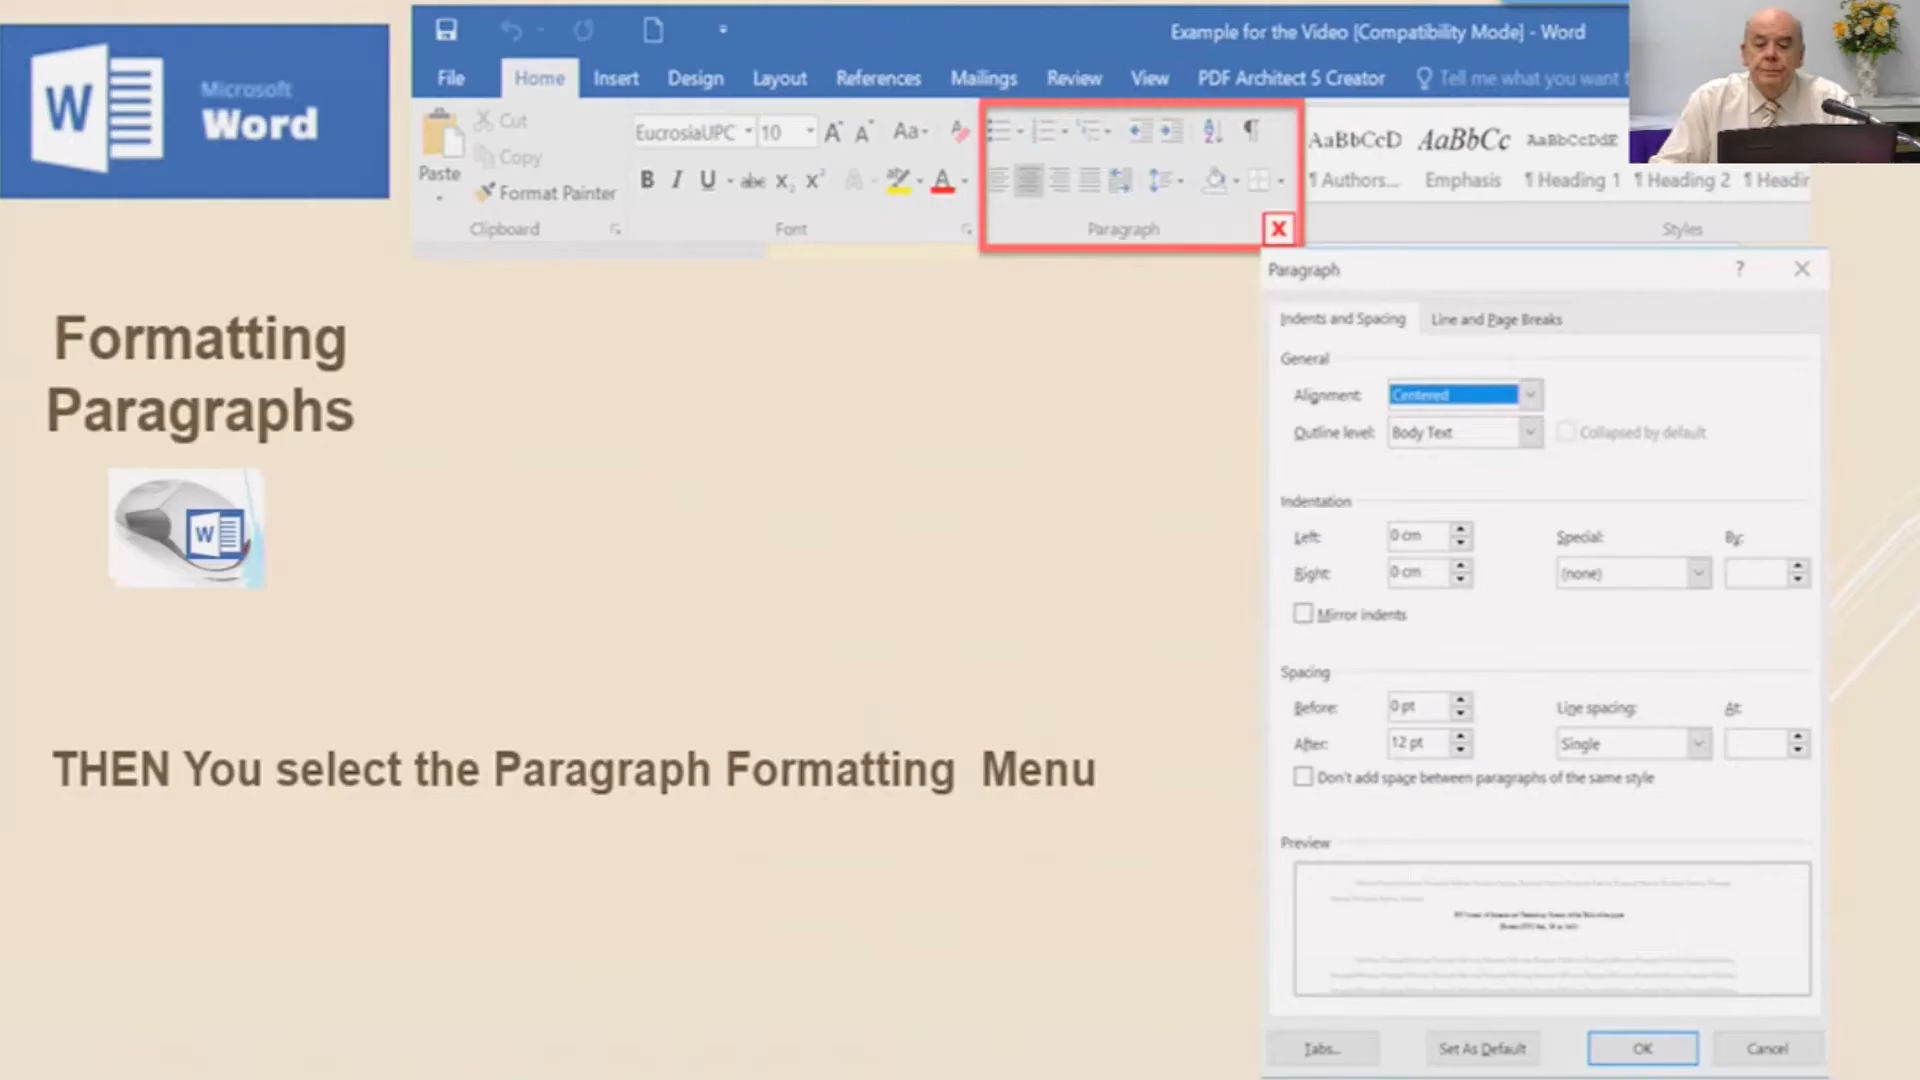 Microsoft
Word
Example for the Video [Compatibility Mode] - Word
File Home Insert Design Layout References Mailings Review View PDF Architect 5 Creator Tell me what you want
Paste
Cut
Copy
Format Painter
Clipboard
EucrosiaUPC 10 Aa
B I U abc X₂ X² A
Font
Paragraph
X
AaBbCcD AaBbCc AaBbCcDdE
¶ Authors... Emphasis ¶ Heading 1 ¶ Heading 2 ¶ Headir
Styles
Formatting
Paragraphs
W
THEN You select the Paragraph Formatting Menu
Paragraph ?
Indents and Spacing Line and Page Breaks
General
Alignment: Centered
Outline level: Body Text Collapsed by default
Indentation
Left: 0 cm Special: By:
Right: 0 cm (none)
Mirror indents
Spacing
Before: 0 pt Line spacing: At:
After: 12 pt Single
Don't add space between paragraphs of the same style
Preview
Tabs... Set As Default OK Cancel